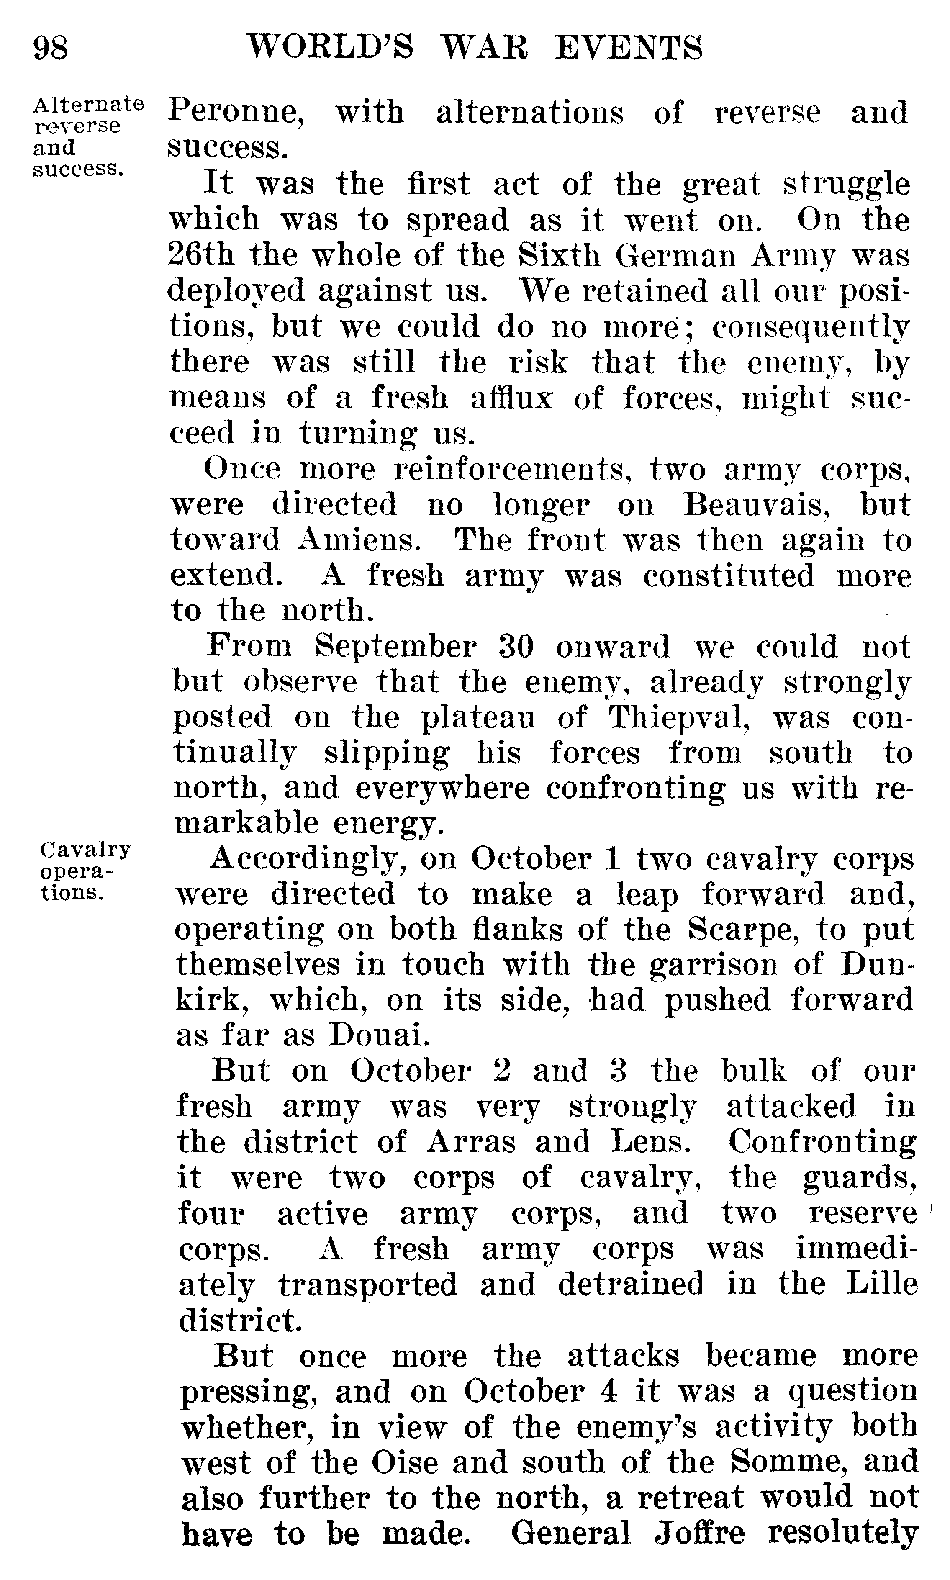 98 WORLD'S WAR EVENTS
Alternate
reverse
and
success.
Peronne, with alternations of reverse and
success.
It was the first act of the great struggle
which was to spread as it went on. On the
26th the whole of the Sixth German Army was
deployed against us. We retained all our posi-
tions, but we could do no more; consequently
there was still the risk that the enemy, by
means of a fresh afflux of forces, might suc-
ceed in turning us.
Once more reinforcements, two army corps,
were directed no longer on Beauvais, but
toward Amiens. The front was then again to
extend. A fresh army was constituted more
to the north.
From September 30 onward we could not
but observe that the enemy, already strongly
posted on the plateau of Thiepval, was con-
tinually slipping his forces from south to
north, and everywhere confronting us with re-
markable energy.
Cavalry
opera-
tions.
Accordingly, on October 1 two cavalry corps
were directed to make a leap forward and,
operating on both flanks of the Scarpe, to put
themselves in touch with the garrison of Dun-
kirk, which, on its side, had pushed forward
as far as Douai.
But on October 2 and 3 the bulk of our
fresh army was very strongly attacked in
the district of Arras and Lens. Confronting
it were two corps of cavalry, the guards,
four active army corps, and two reserve
corps. A fresh army corps was immedi-
ately transported and detrained in the Lille
district.
But once more the attacks became more
pressing, and on October 4 it was a question
whether, in view of the enemy's activity both
west of the Oise and south of the Somme, and
also further to the north, a retreat would not
have to be made. General Joffre resolutely